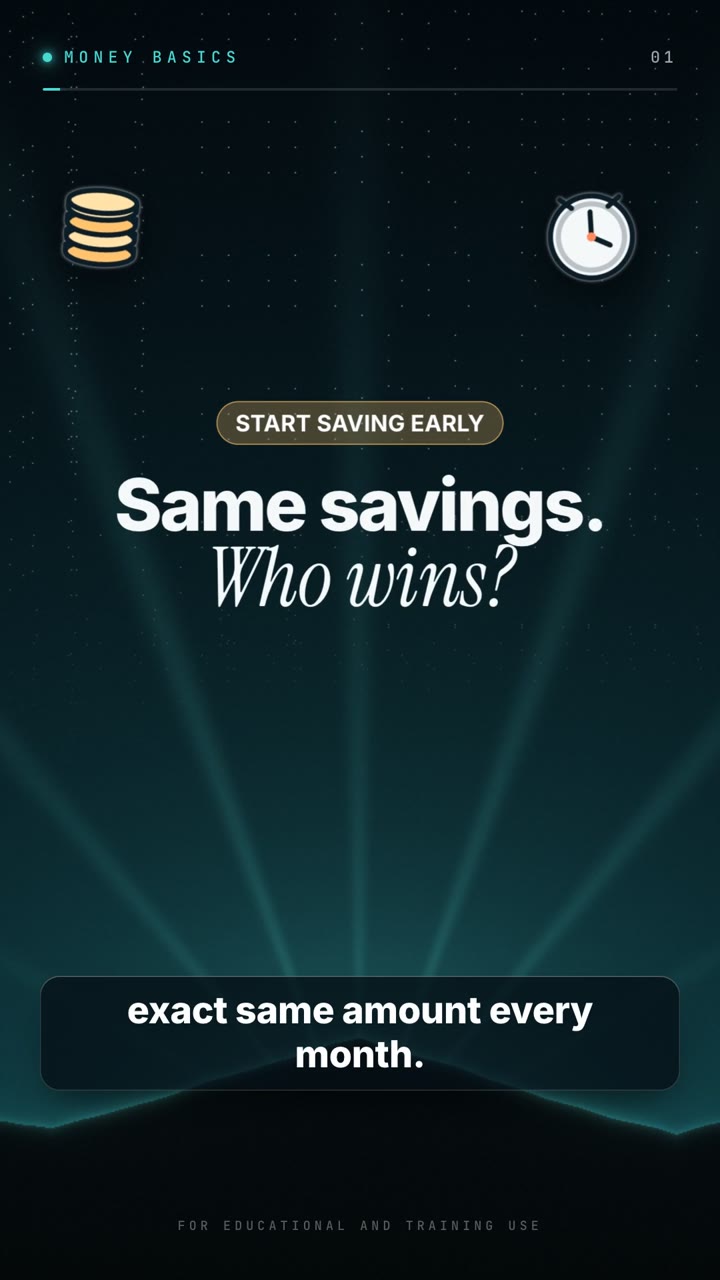 MONEY BASICS
01
START SAVING EARLY
Same savings.
Who wins?
exact same amount every
month.
FOR EDUCATIONAL AND TRAINING USE